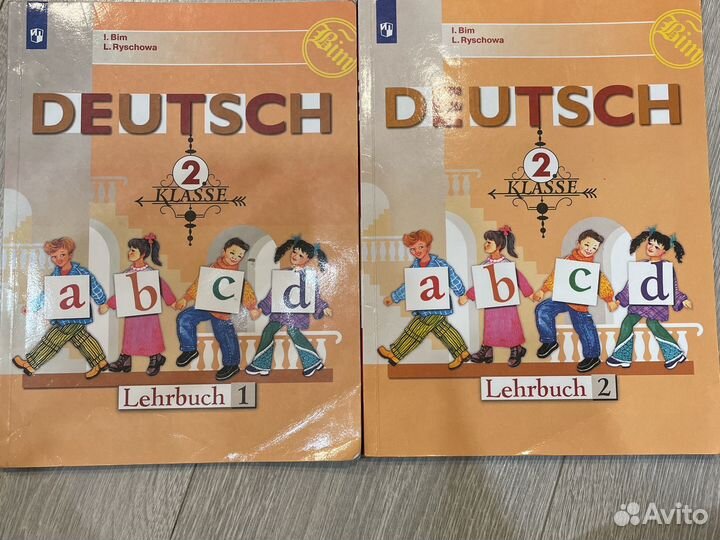 I. Bim
L. Ryschowa
Bim
DEUTSCH
2.
KLASSE
a b c d
Lehrbuch 1
I. Bim
L. Ryschowa
Bim
DEUTSCH
2.
KLASSE
a b c d
Lehrbuch 2
Avito